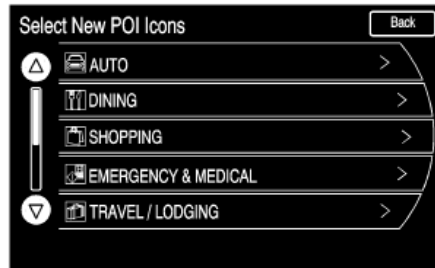 Select New POI Icons
Back
AUTO
DINING
SHOPPING
EMERGENCY & MEDICAL
TRAVEL / LODGING